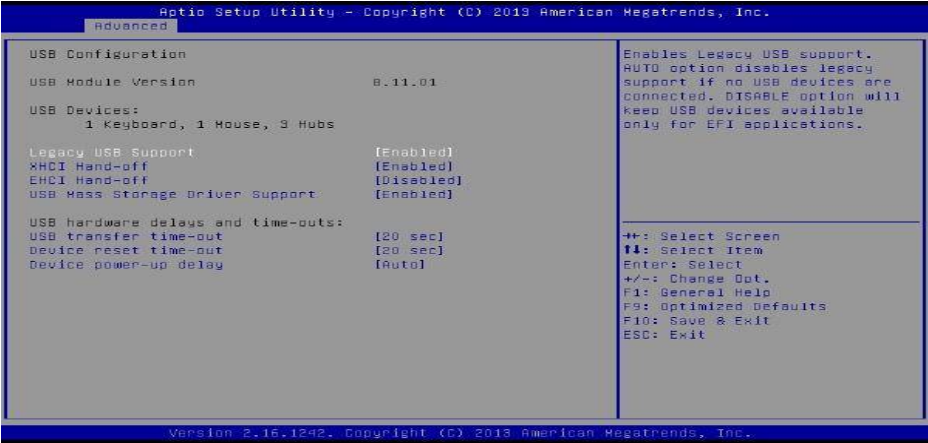 Aptio Setup Utility – Copyright (C) 2013 American Megatrends, Inc.
Advanced
USB Configuration
USB Module Version 8.11.01
USB Devices:
1 Keyboard, 1 Mouse, 3 Hubs
Legacy USB Support [Enabled]
XHCI Hand-off [Enabled]
EHCI Hand-off [Disabled]
USB Mass Storage Driver Support [Enabled]
USB hardware delays and time-outs:
USB transfer time-out [20 sec]
Device reset time-out [20 sec]
Device power-up delay [Auto]
Enables Legacy USB support.
AUTO option disables legacy
support if no USB devices are
connected. DISABLE option will
keep USB devices available
only for EFI applications.
→←: Select Screen
↑↓: Select Item
Enter: Select
+/-: Change Opt.
F1: General Help
F9: Optimized Defaults
F10: Save & Exit
ESC: Exit
Version 2.16.1242. Copyright (C) 2013 American Megatrends, Inc.